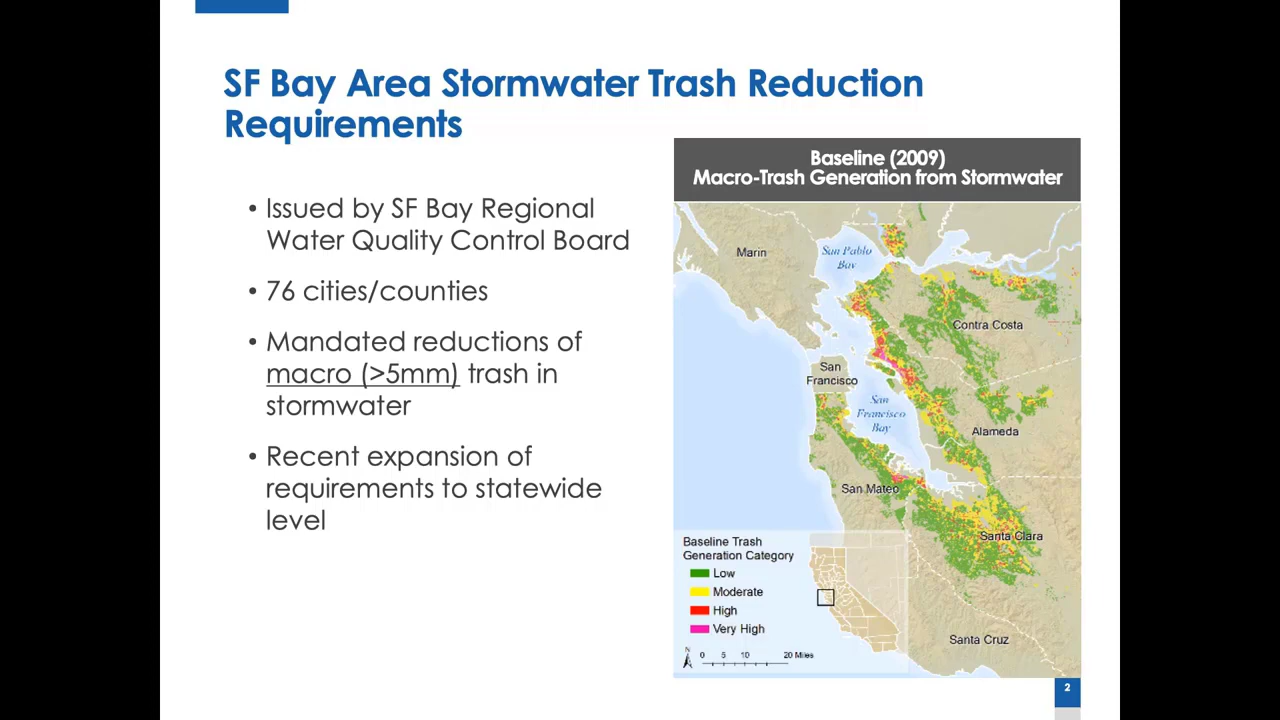 SF Bay Area Stormwater Trash Reduction
Requirements
• Issued by SF Bay Regional
Water Quality Control Board
• 76 cities/counties
• Mandated reductions of
macro (>5mm) trash in
stormwater
• Recent expansion of
requirements to statewide
level
Baseline (2009)
Macro-Trash Generation from Stormwater
Marin
San Pablo
Bay
Contra Costa
San
Francisco
San
Francisco
Bay
Alameda
San Mateo
Santa Clara
Santa Cruz
Baseline Trash
Generation Category
Low
Moderate
High
Very High
N
0 5 10 20 Miles
2